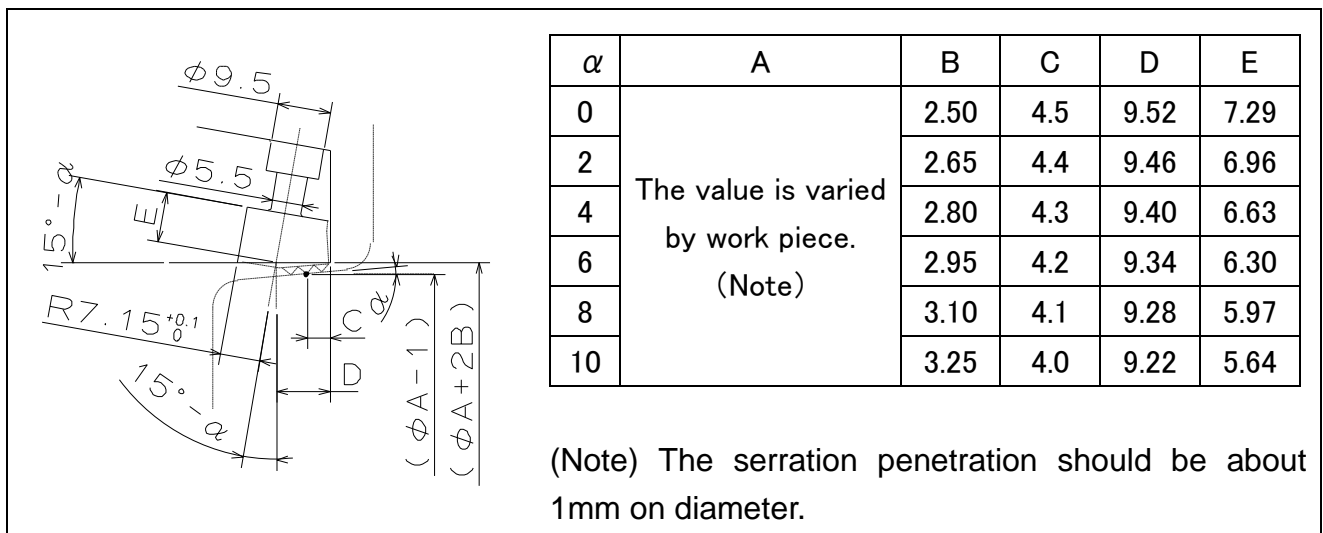 φ9.5
φ5.5
15°-α
E
R7.15 +0.1 0
15°-α
C
α
D
(φA-1)
(φA+2B)
α A B C D E
0 The value is varied by work piece. (Note) 2.50 4.5 9.52 7.29
2 2.65 4.4 9.46 6.96
4 2.80 4.3 9.40 6.63
6 2.95 4.2 9.34 6.30
8 3.10 4.1 9.28 5.97
10 3.25 4.0 9.22 5.64
(Note) The serration penetration should be about
1mm on diameter.